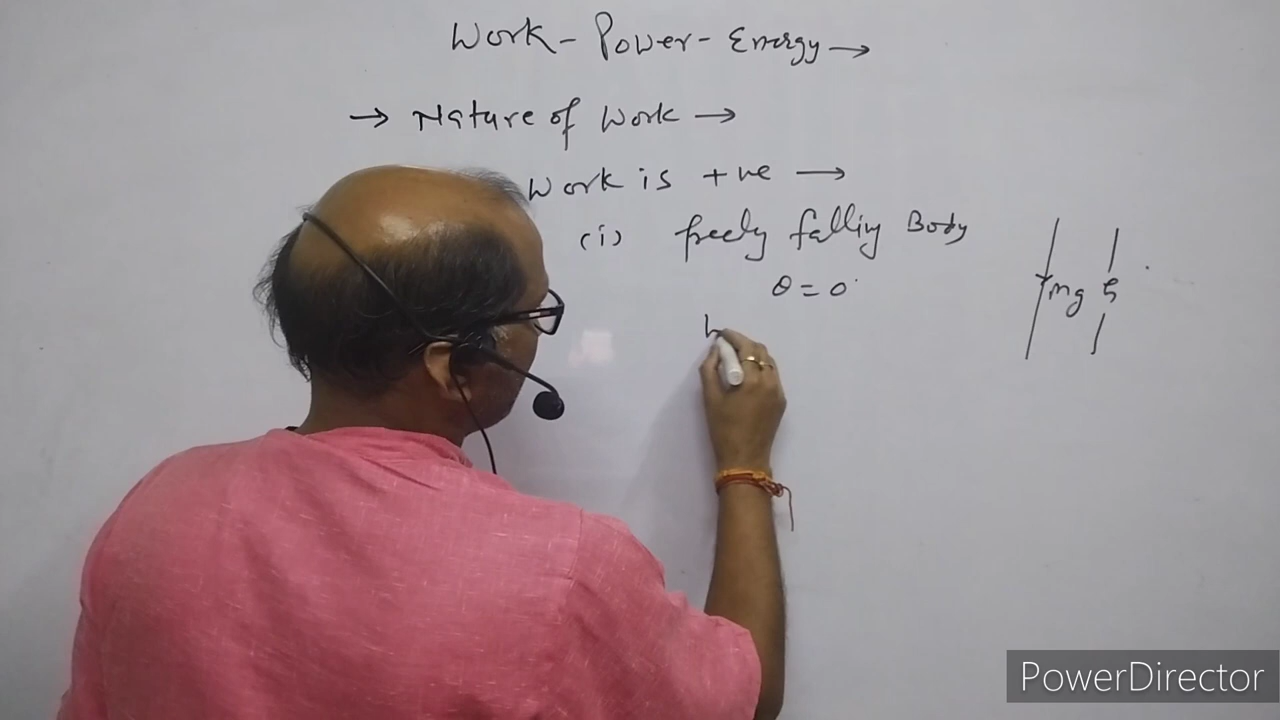 Work - Power - Energy →
→ Nature of Work →
Work is +ve →
(i) freely falling Body
θ = 0°
mg
PowerDirector